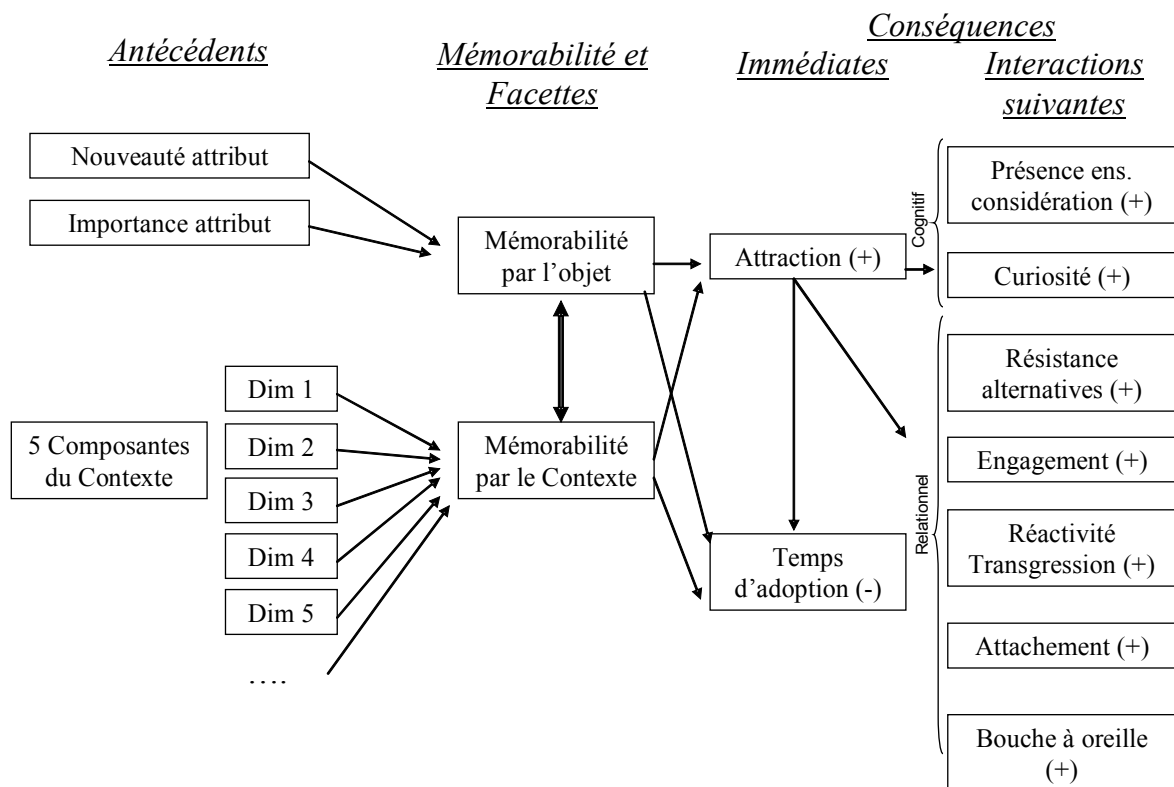 Antécédents
Mémorabilité et
Facettes
Conséquences
Immédiates
Interactions
suivantes
Nouveauté attribut
Importance attribut
5 Composantes
du Contexte
Dim 1
Dim 2
Dim 3
Dim 4
Dim 5
….
Mémorabilité
par l’objet
Mémorabilité
par le Contexte
Attraction (+)
Temps
d’adoption (-)
Cognitif
Présence ens.
considération (+)
Curiosité (+)
Relationnel
Résistance
alternatives (+)
Engagement (+)
Réactivité
Transgression (+)
Attachement (+)
Bouche à oreille
(+)